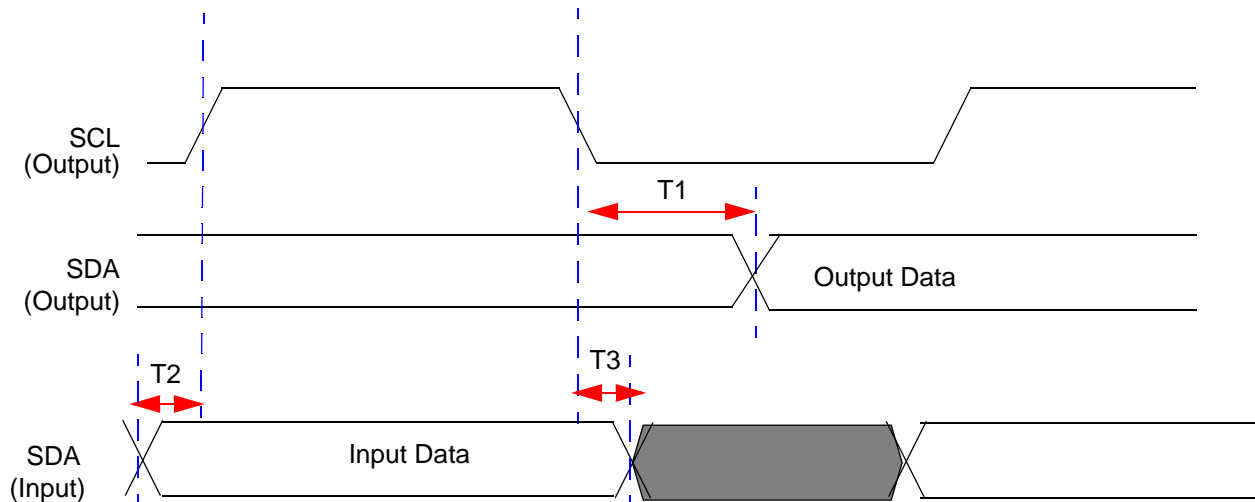 SCL
(Output)
T1
SDA
(Output)
Output Data
T2
T3
SDA
(Input)
Input Data